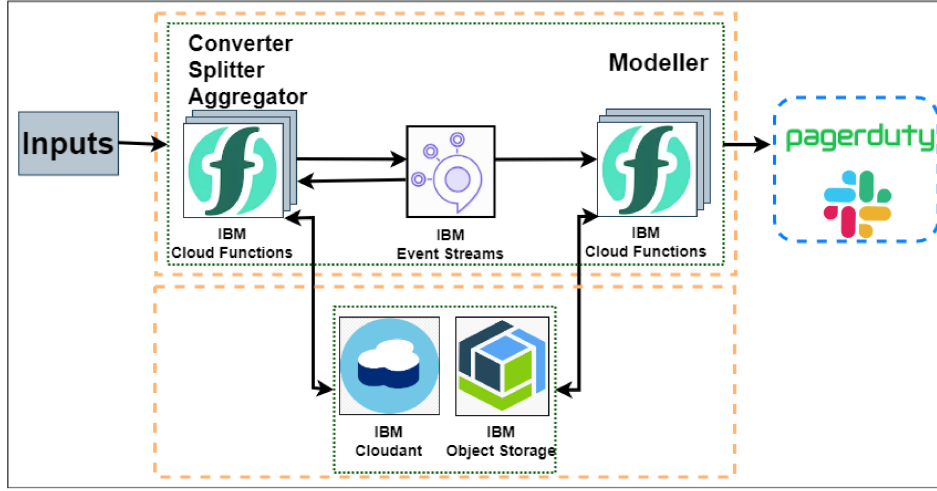 Converter
Splitter
Aggregator
Modeller
Inputs
pagerduty
IBM
Cloud Functions
IBM
Event Streams
IBM
Cloud Functions
IBM
Cloudant
IBM
Object Storage